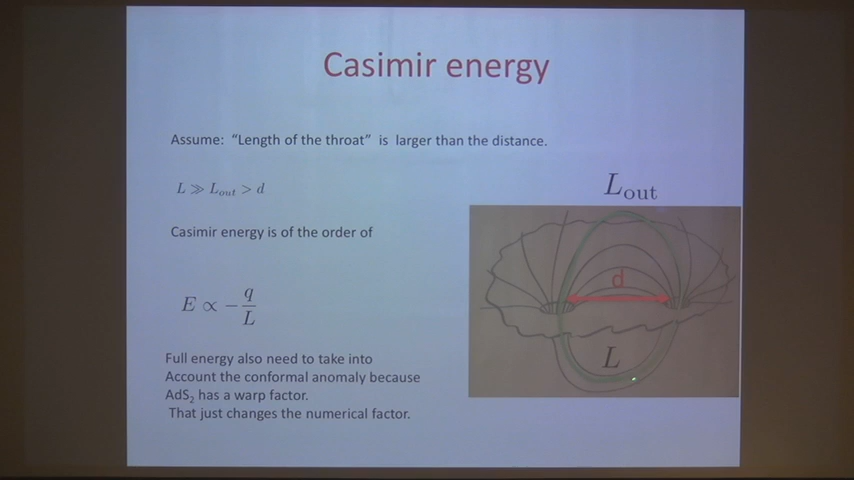 Casimir energy
Assume: “Length of the throat” is larger than the distance.
L ≫ L_out > d
L_out
Casimir energy is of the order of
d
E ∝ − q/L
L
Full energy also need to take into
Account the conformal anomaly because
AdS₂ has a warp factor.
That just changes the numerical factor.